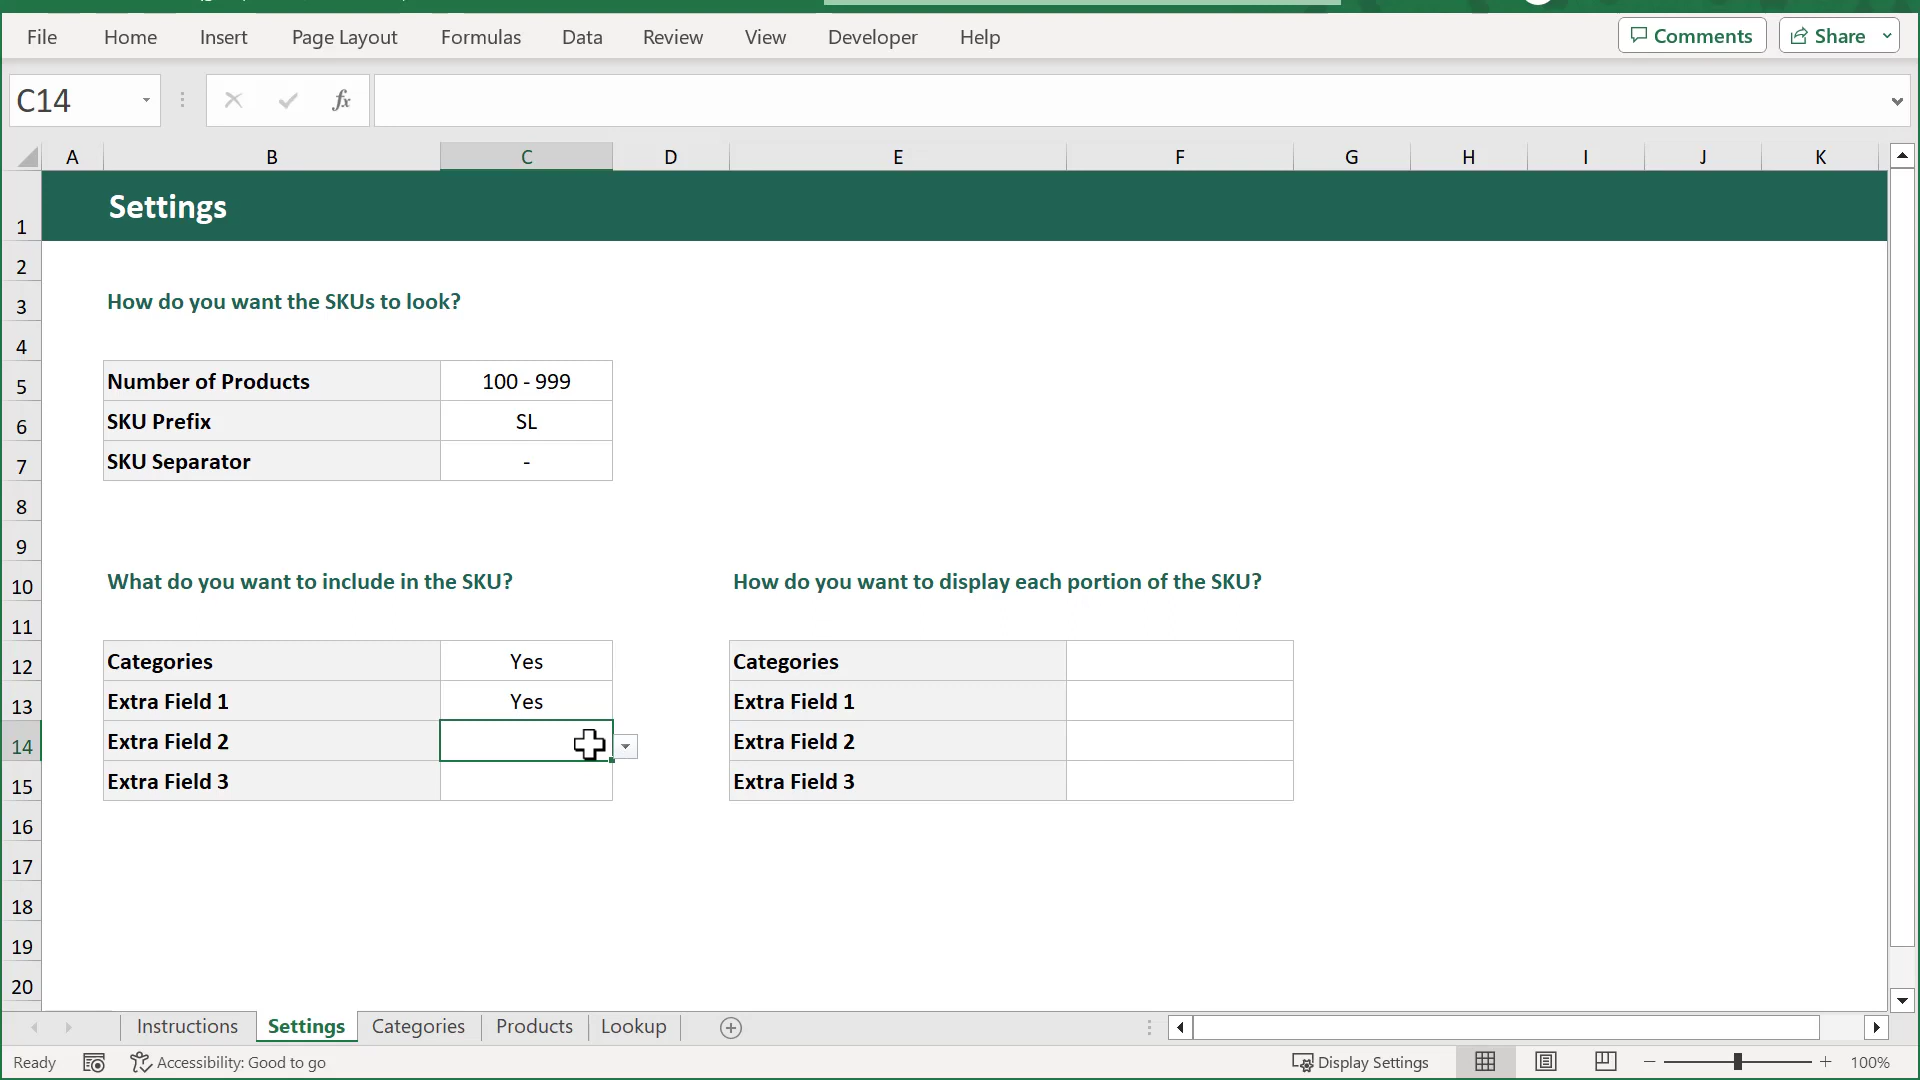 File Home Insert Page Layout Formulas Data Review View Developer Help Comments Share
C14 fx
A B C D E F G H I J K
1 Settings
2
3 How do you want the SKUs to look?
4
5 Number of Products 100 - 999
6 SKU Prefix SL
7 SKU Separator -
8
9
10 What do you want to include in the SKU? How do you want to display each portion of the SKU?
11
12 Categories Yes Categories
13 Extra Field 1 Yes Extra Field 1
14 Extra Field 2 Extra Field 2
15 Extra Field 3 Extra Field 3
16
17
18
19
20
Instructions Settings Categories Products Lookup
Ready Accessibility: Good to go Display Settings 100%